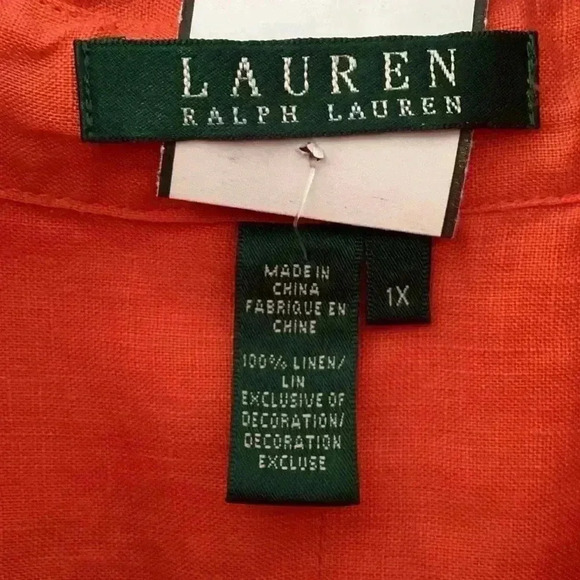 LAUREN
RALPH LAUREN
MADE IN
CHINA
FABRIQUE EN
CHINE
100% LINEN/
LIN
EXCLUSIVE OF
DECORATION/
DECORATION
EXCLUSE
1X